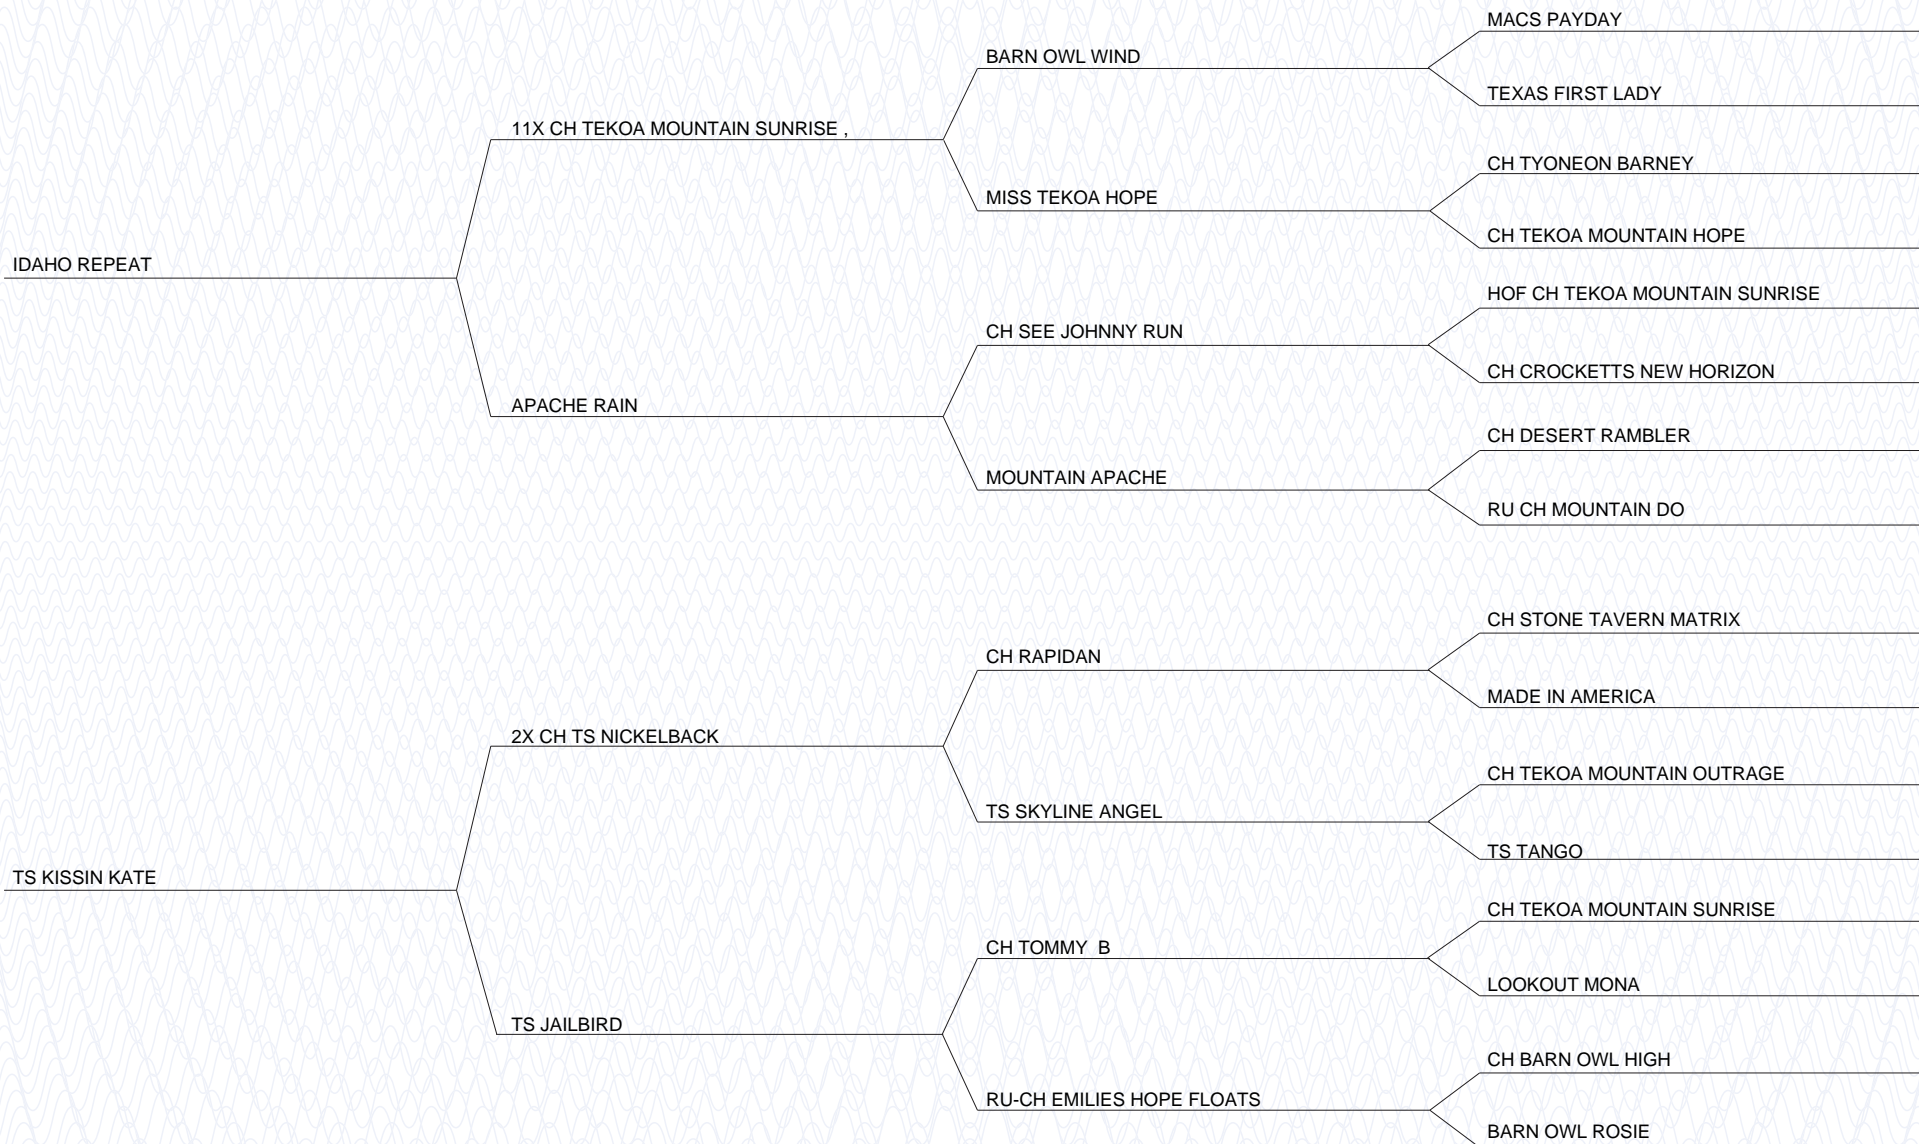 MACS PAYDAY
BARN OWL WIND
TEXAS FIRST LADY
11X CH TEKOA MOUNTAIN SUNRISE ,
CH TYONEON BARNEY
MISS TEKOA HOPE
CH TEKOA MOUNTAIN HOPE
IDAHO REPEAT
HOF CH TEKOA MOUNTAIN SUNRISE
CH SEE JOHNNY RUN
CH CROCKETTS NEW HORIZON
APACHE RAIN
CH DESERT RAMBLER
MOUNTAIN APACHE
RU CH MOUNTAIN DO
CH STONE TAVERN MATRIX
CH RAPIDAN
MADE IN AMERICA
2X CH TS NICKELBACK
CH TEKOA MOUNTAIN OUTRAGE
TS SKYLINE ANGEL
TS TANGO
TS KISSIN KATE
CH TEKOA MOUNTAIN SUNRISE
CH TOMMY  B
LOOKOUT MONA
TS JAILBIRD
CH BARN OWL HIGH
RU-CH EMILIES HOPE FLOATS
BARN OWL ROSIE